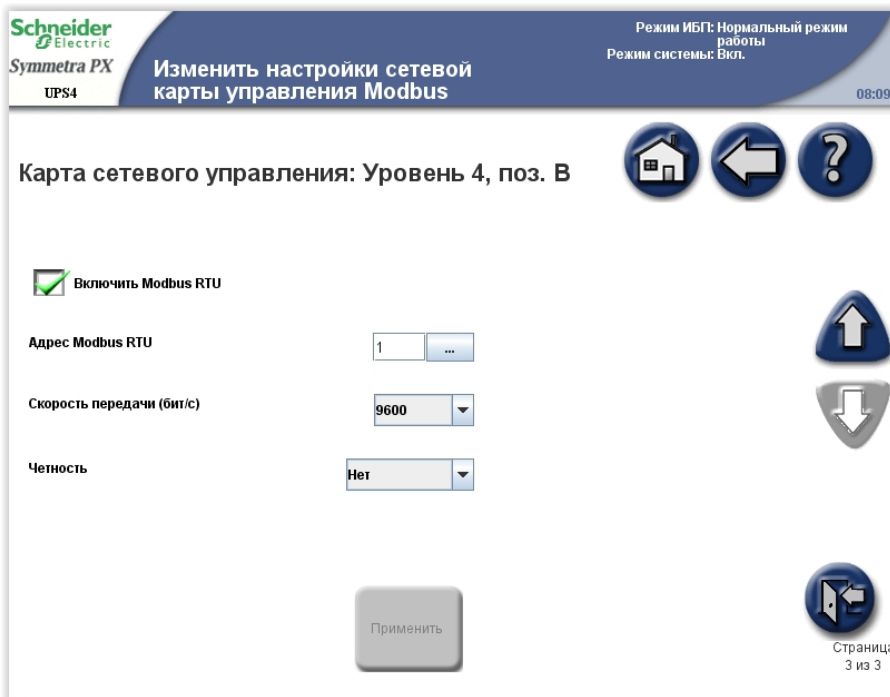 Schneider
Electric
Symmetra PX
UPS4
Изменить настройки сетевой
карты управления Modbus
Режим ИБП: Нормальный режим
работы
Режим системы: Вкл.
08:09
Карта сетевого управления: Уровень 4, поз. B
?
Включить Modbus RTU
Адрес Modbus RTU
1
...
Скорость передачи (бит/с)
9600
Четность
Нет
Применить
Страница
3 из 3